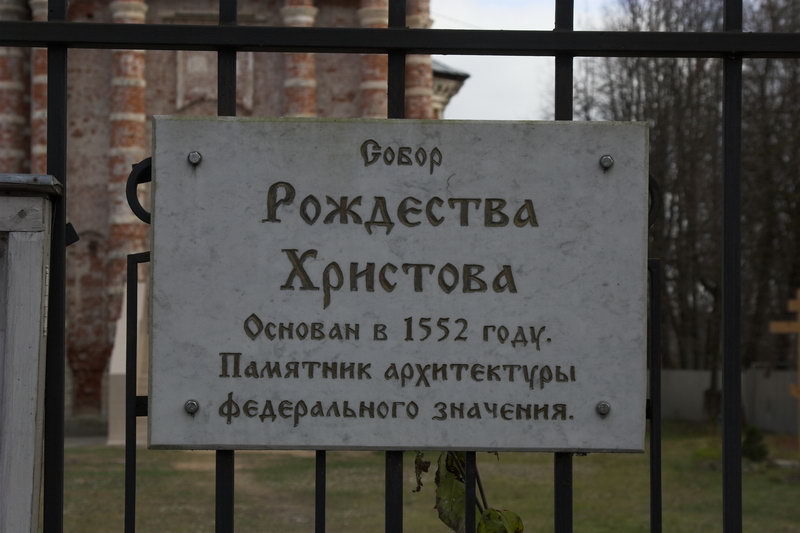 Собор
Рождества
Христова
Основан в 1552 году.
Памятник архитектуры
федерального значения.